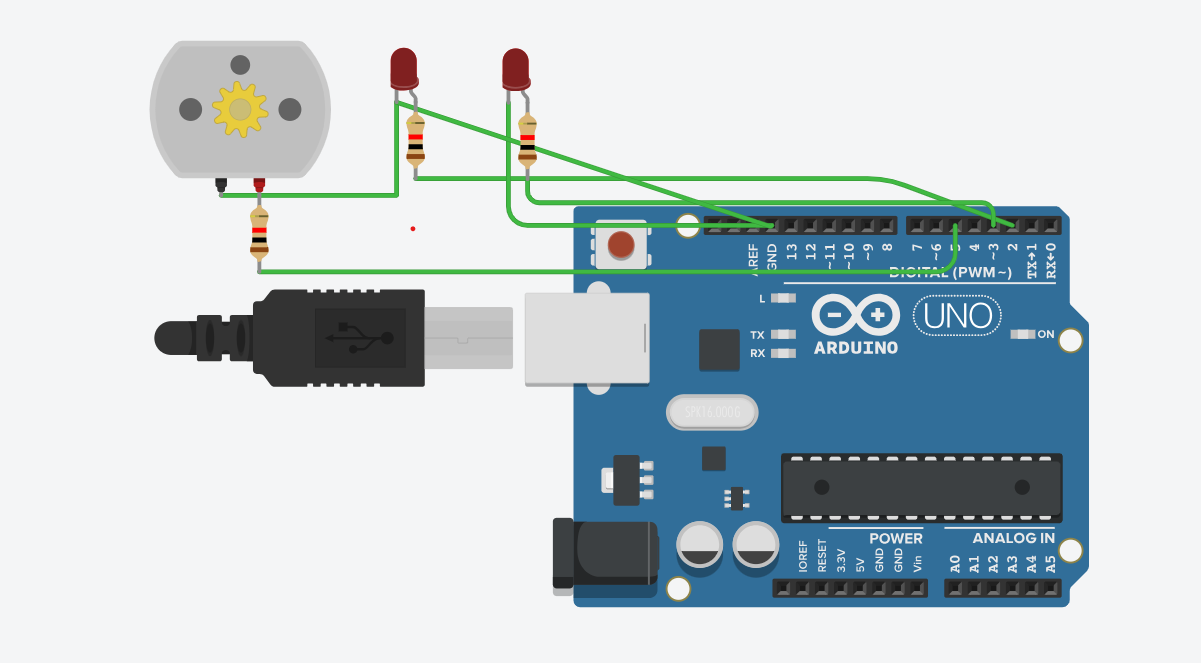 AREF
GND
13
12
~11
~10
~9
8
7
~6
4
~3
2
TX→1
RX←0
DIGITAL (PWM~)
L
TX
RX
UNO
ON
ARDUINO
SPK16.000G
POWER
ANALOG IN
IOREF
RESET
3.3V
5V
GND
GND
Vin
A0
A1
A2
A3
A4
A5